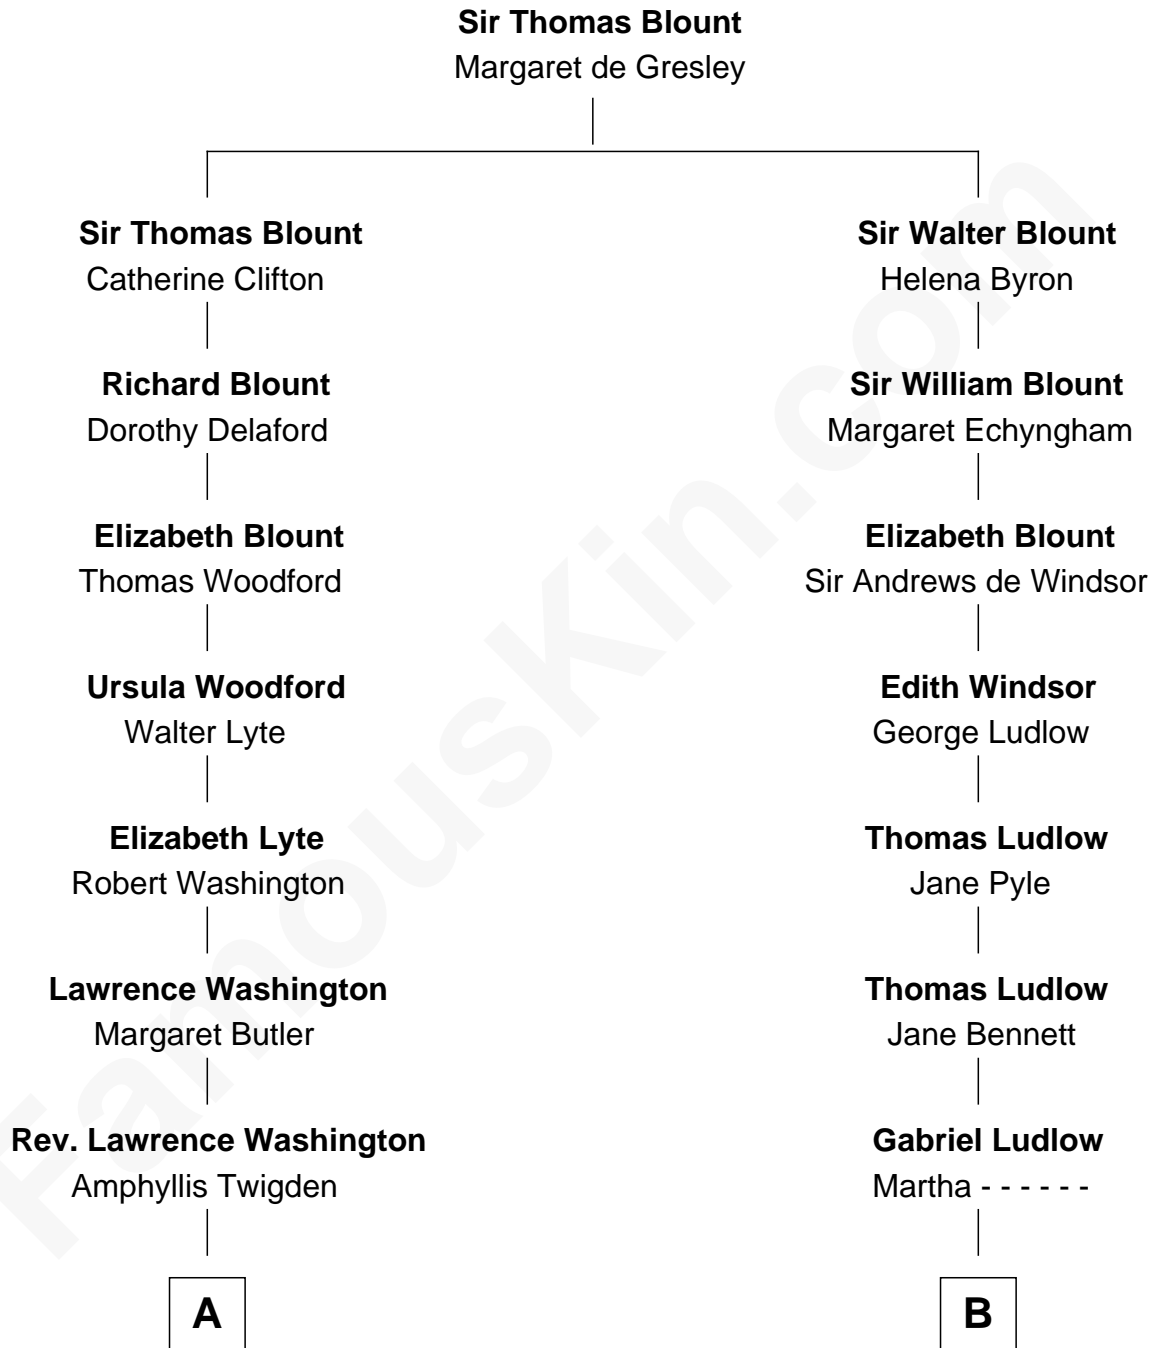 Sir Thomas Blount
Margaret de Gresley
Sir Thomas Blount
Catherine Clifton
Sir Walter Blount
Helena Byron
Richard Blount
Dorothy Delaford
Sir William Blount
Margaret Echyngham
Elizabeth Blount
Thomas Woodford
Elizabeth Blount
Sir Andrews de Windsor
Ursula Woodford
Walter Lyte
Edith Windsor
George Ludlow
Elizabeth Lyte
Robert Washington
Thomas Ludlow
Jane Pyle
Lawrence Washington
Margaret Butler
Thomas Ludlow
Jane Bennett
Rev. Lawrence Washington
Amphyllis Twigden
Gabriel Ludlow
Martha - - - - - -
A
B
FamousKin.com